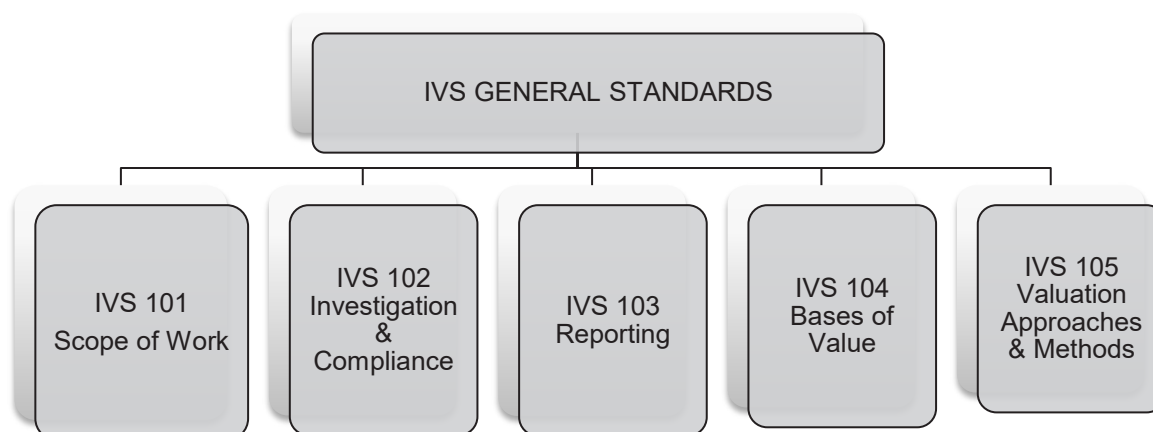 IVS GENERAL STANDARDS
IVS 101
Scope of Work
IVS 102
Investigation
&
Compliance
IVS 103
Reporting
IVS 104
Bases of
Value
IVS 105
Valuation
Approaches
& Methods